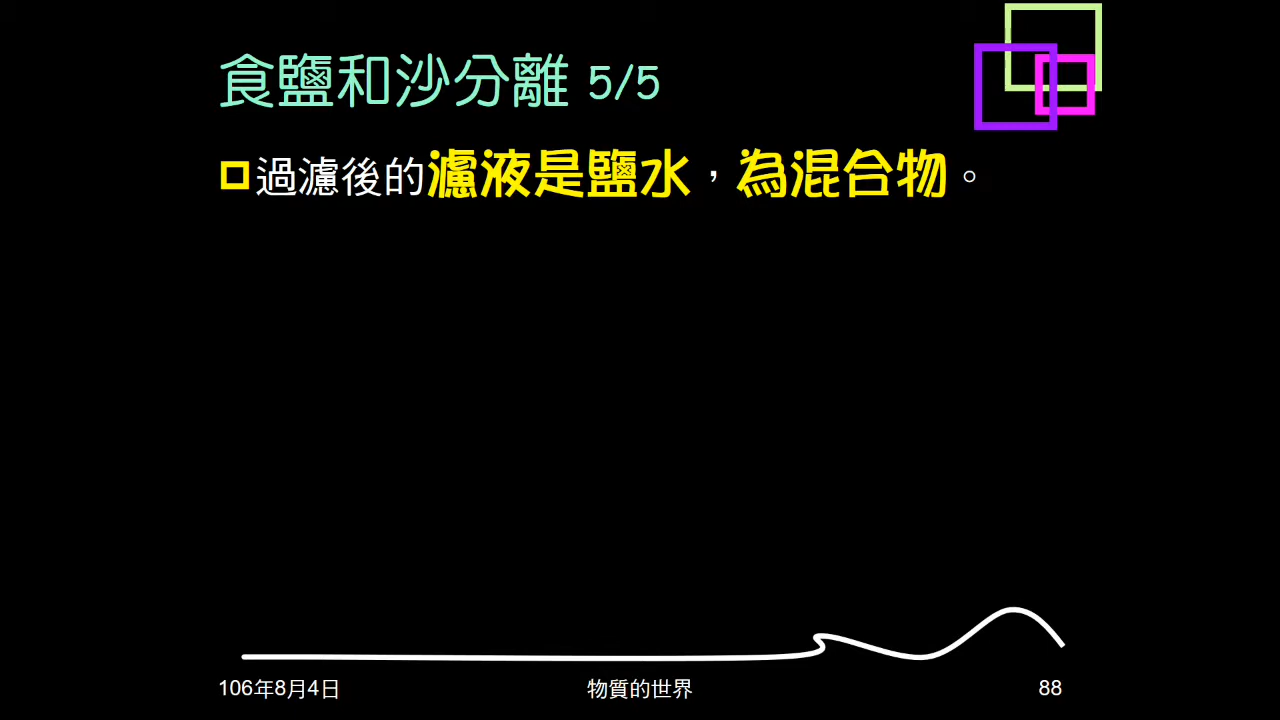 食鹽和沙分離 5/5
過濾後的濾液是鹽水，為混合物。
106年8月4日
物質的世界
88